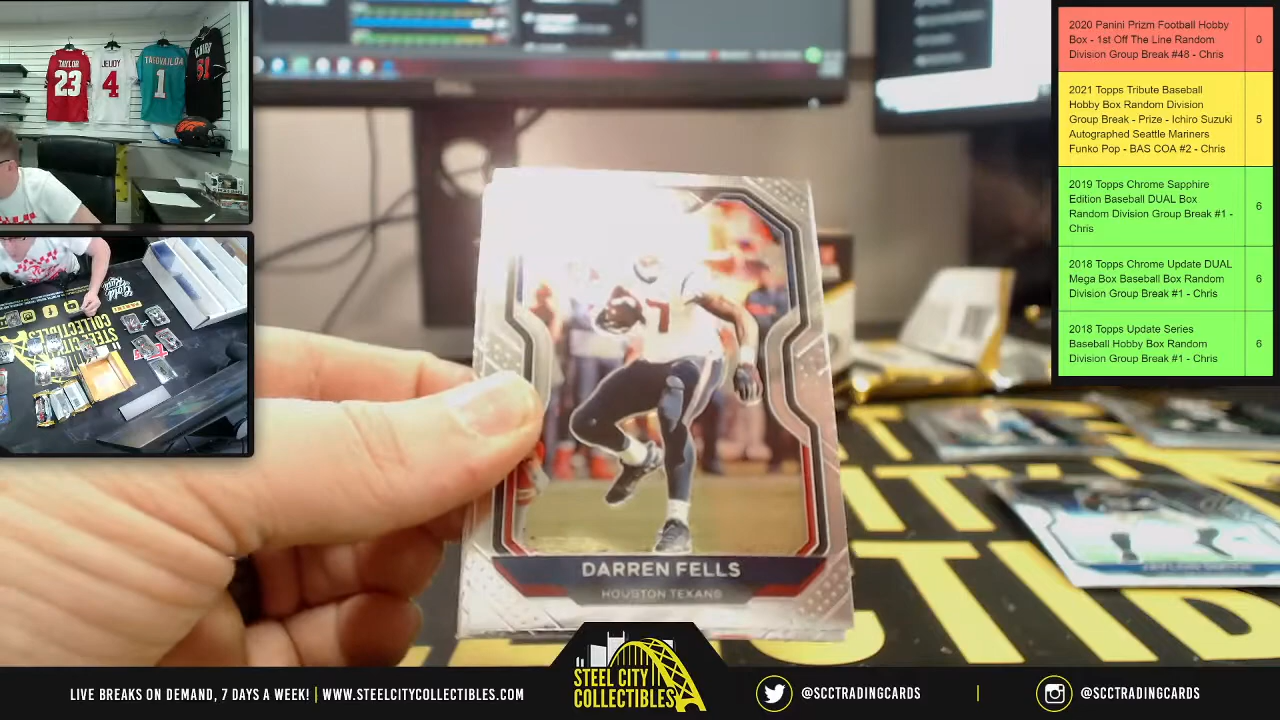 TAYLOR
23
JEUDY
4
TAGOVAILOA
1
51
2020 Panini Prizm Football Hobby
Box - 1st Off The Line Random
Division Group Break #48 - Chris
0
2021 Topps Tribute Baseball
Hobby Box Random Division
Group Break - Prize - Ichiro Suzuki
Autographed Seattle Mariners
Funko Pop - BAS COA #2 - Chris
5
2019 Topps Chrome Sapphire
Edition Baseball DUAL Box
Random Division Group Break #1 -
Chris
6
2018 Topps Chrome Update DUAL
Mega Box Baseball Box Random
Division Group Break #1 - Chris
6
2018 Topps Update Series
Baseball Hobby Box Random
Division Group Break #1 - Chris
6
7
DARREN FELLS
HOUSTON TEXANS
LIVE BREAKS ON DEMAND, 7 DAYS A WEEK! | WWW.STEELCITYCOLLECTIBLES.COM
STEEL CITY
COLLECTIBLES
@SCCTRADINGCARDS
@SCCTRADINGCARDS